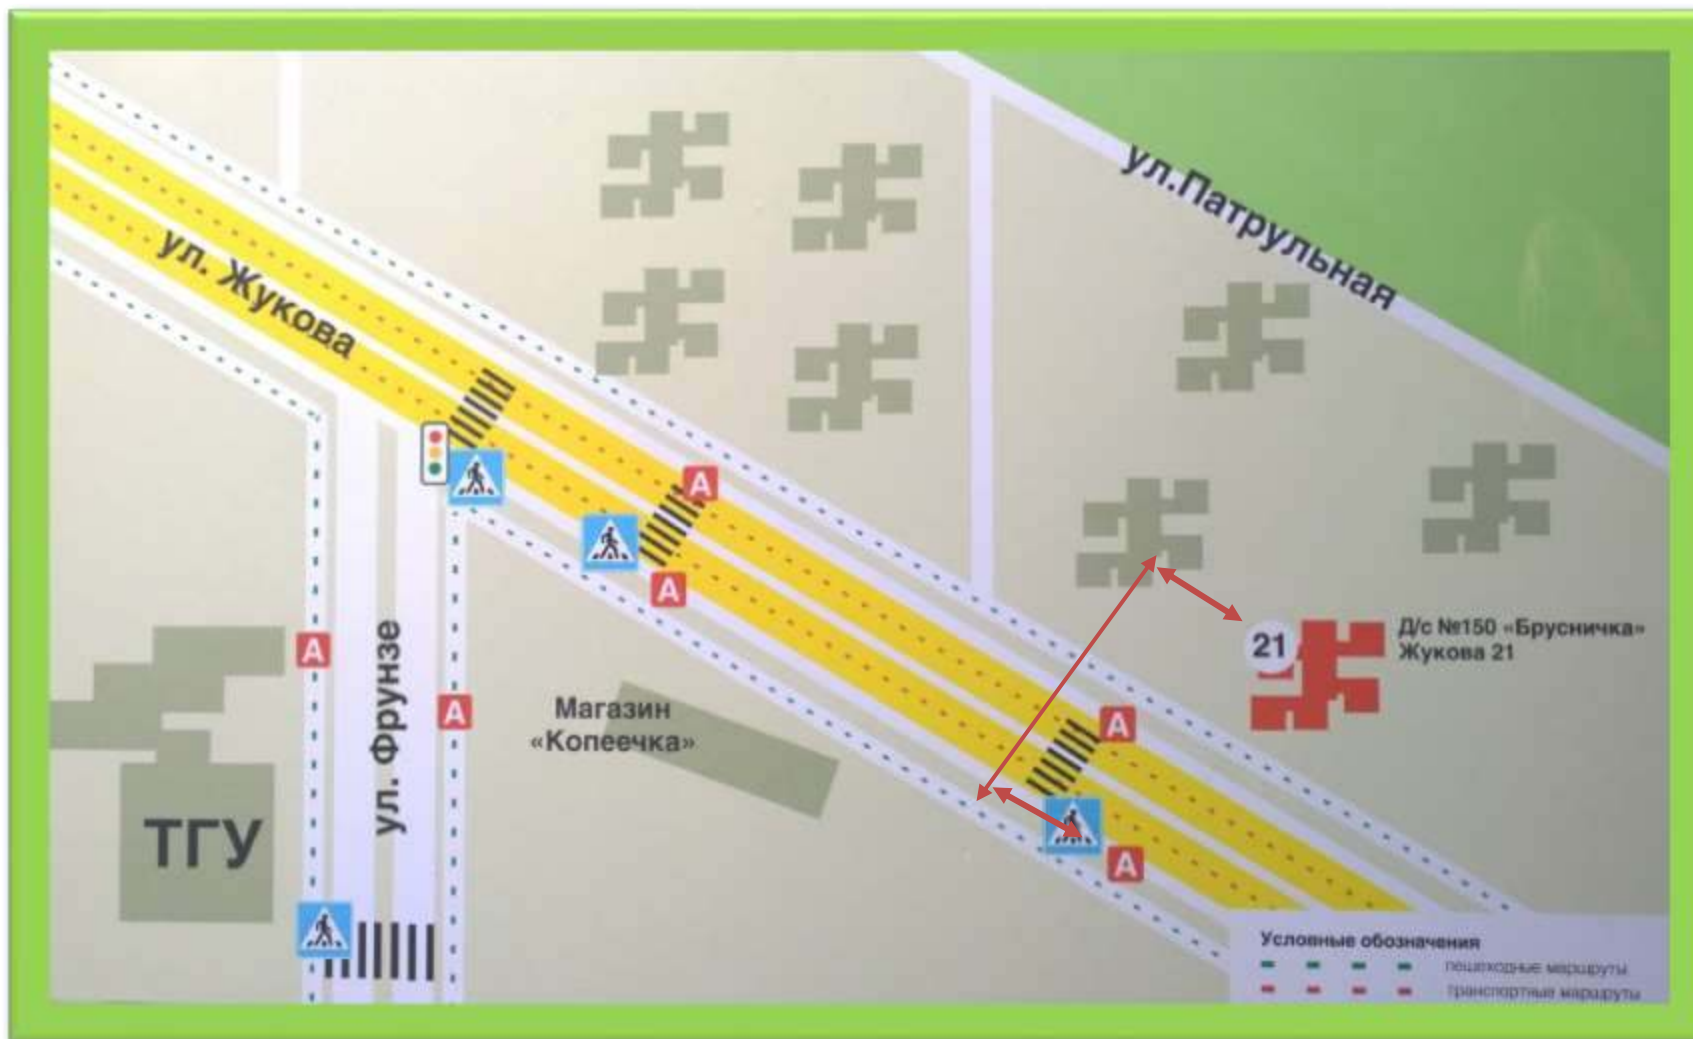 ул.Патрульная
ул. Жукова
А
А
21
Д/с №150 «Брусничка»
Жукова 21
А
А
ул. Фрунзе
Магазин
«Копеечка»
А
А
ТГУ
Условные обозначения
пешеходные маршруты
транспортные маршруты